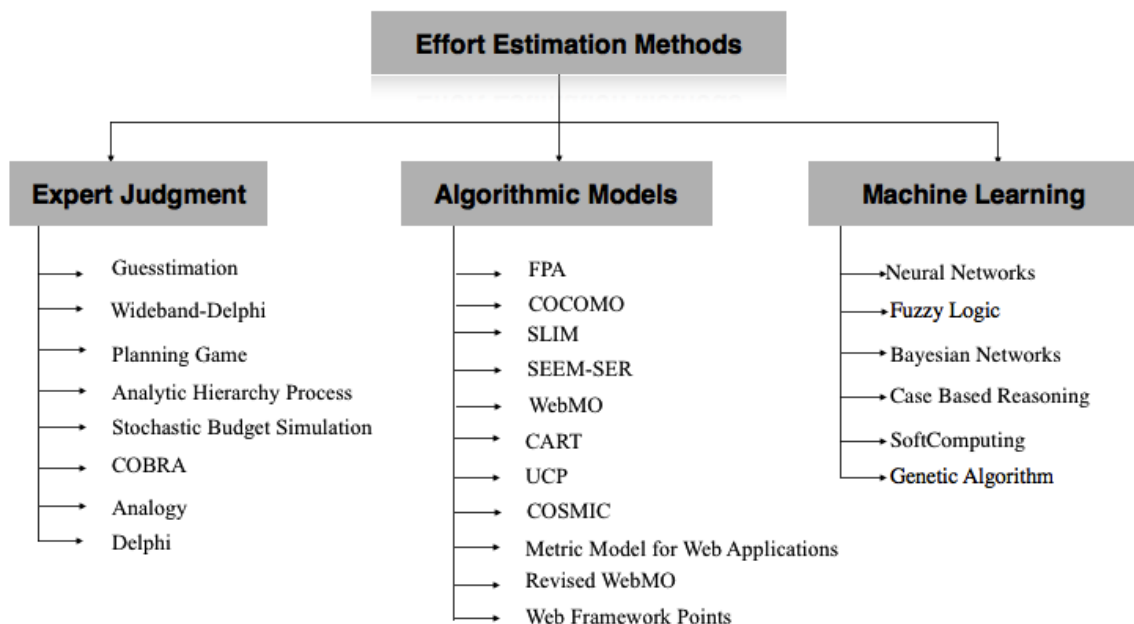 Effort Estimation Methods
Expert Judgment
Guesstimation
Wideband-Delphi
Planning Game
Analytic Hierarchy Process
Stochastic Budget Simulation
COBRA
Analogy
Delphi
Algorithmic Models
FPA
COCOMO
SLIM
SEEM-SER
WebMO
CART
UCP
COSMIC
Metric Model for Web Applications
Revised WebMO
Web Framework Points
Machine Learning
Neural Networks
Fuzzy Logic
Bayesian Networks
Case Based Reasoning
SoftComputing
Genetic Algorithm